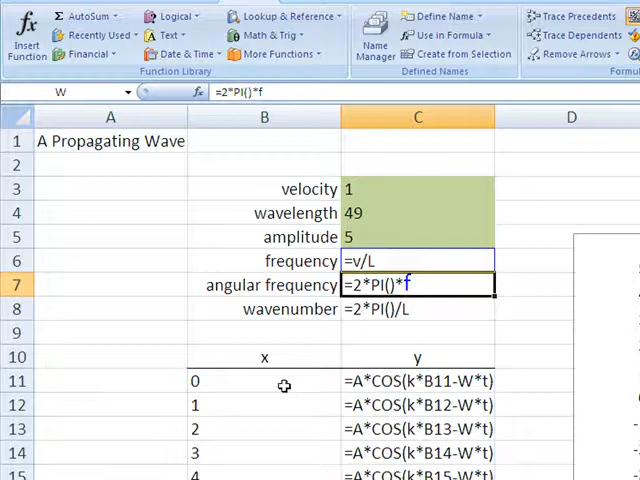 fx Σ AutoSum Logical Lookup & Reference Define Name Trace Precedents
Insert Function Recently Used Text Math & Trig Name Manager Use in Formula Trace Dependents
Financial Date & Time More Functions Create from Selection Remove Arrows
Function Library Defined Names Formu
W fx =2*PI()*f
A B C D
1 A Propagating Wave
2
3 velocity 1
4 wavelength 49
5 amplitude 5
6 frequency =v/L
7 angular frequency =2*PI()*f
8 wavenumber =2*PI()/L
9
10 x y
11 0 =A*COS(k*B11-W*t)
12 1 =A*COS(k*B12-W*t)
13 2 =A*COS(k*B13-W*t)
14 3 =A*COS(k*B14-W*t)
15 4 =A*COS(k*B15-W*t)